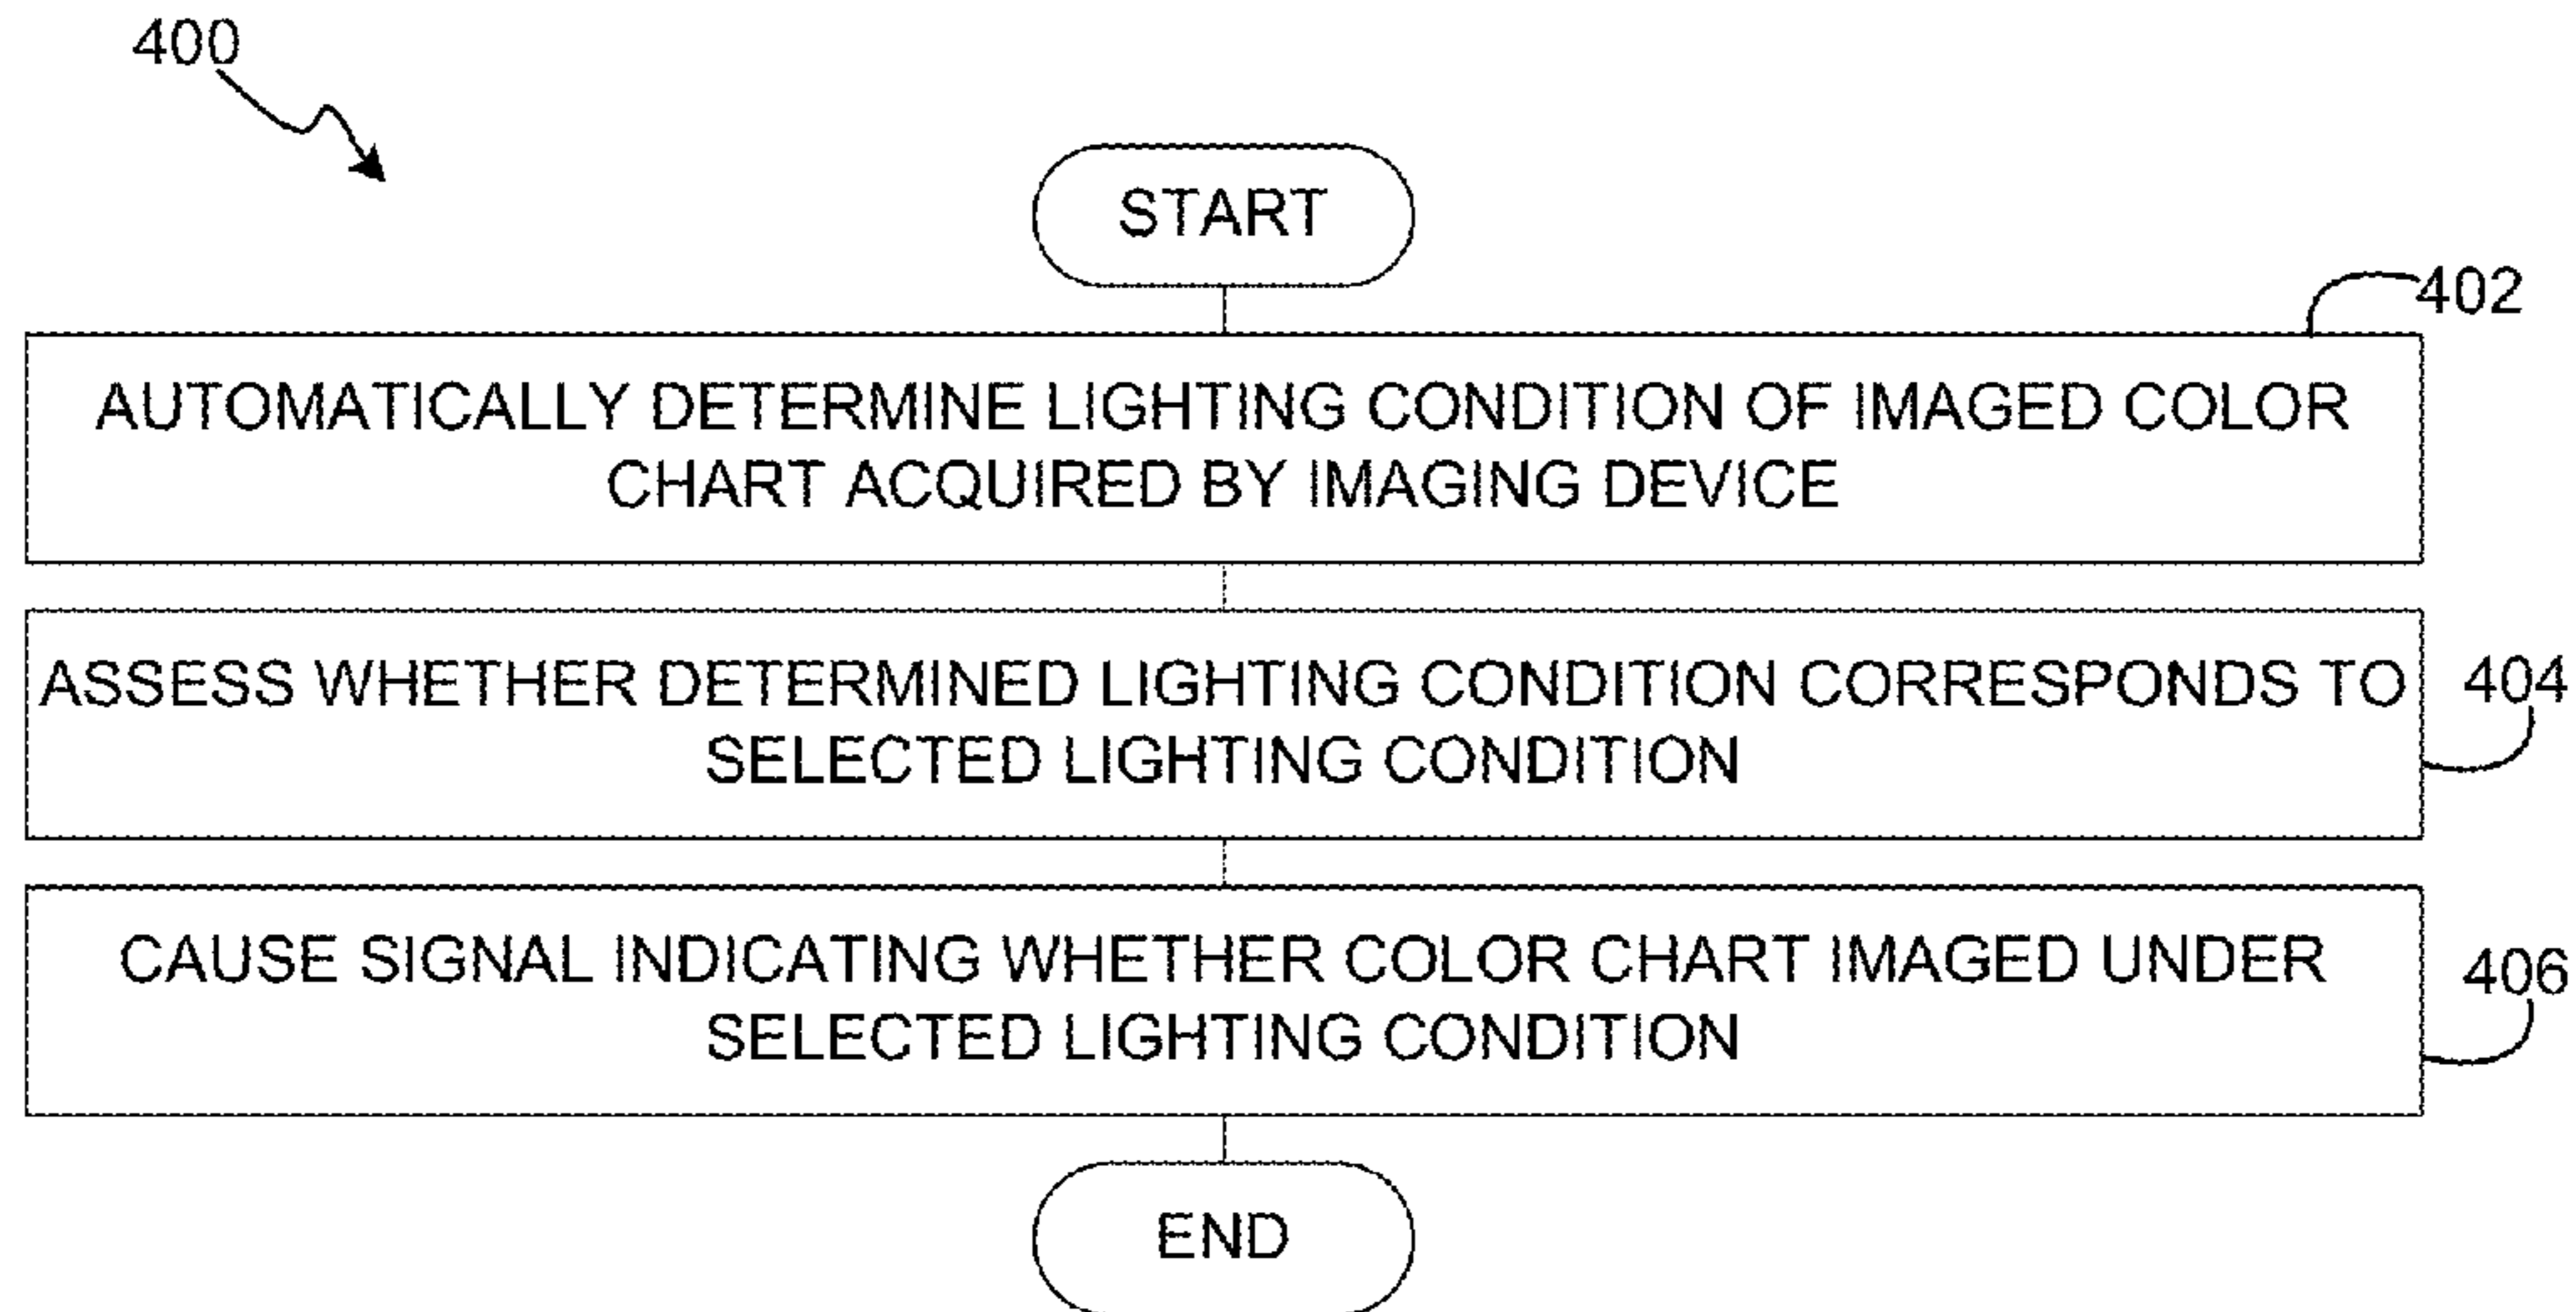 400
START
402
AUTOMATICALLY DETERMINE LIGHTING CONDITION OF IMAGED COLOR
CHART ACQUIRED BY IMAGING DEVICE
ASSESS WHETHER DETERMINED LIGHTING CONDITION CORRESPONDS TO
404
SELECTED LIGHTING CONDITION
CAUSE SIGNAL INDICATING WHETHER COLOR CHART IMAGED UNDER
406
SELECTED LIGHTING CONDITION
END